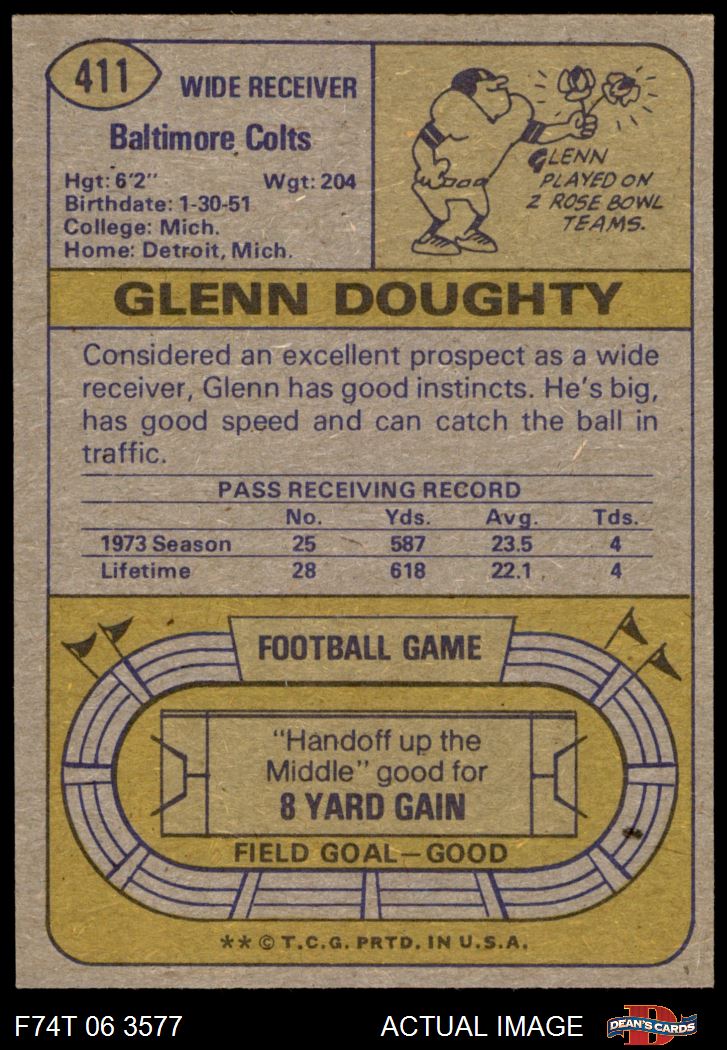 411
WIDE RECEIVER
Baltimore Colts
Hgt: 6'2" Wgt: 204
Birthdate: 1-30-51
College: Mich.
Home: Detroit, Mich.
GLENN
PLAYED ON
2 ROSE BOWL
TEAMS.
GLENN DOUGHTY
Considered an excellent prospect as a wide
receiver, Glenn has good instincts. He's big,
has good speed and can catch the ball in
traffic.
PASS RECEIVING RECORD
No. Yds. Avg. Tds.
1973 Season 25 587 23.5 4
Lifetime 28 618 22.1 4
FOOTBALL GAME
"Handoff up the
Middle" good for
8 YARD GAIN
FIELD GOAL—GOOD
** © T.C.G. PRTD. IN U.S.A.
F74T 06 3577 ACTUAL IMAGE
D
DEAN'S CARDS